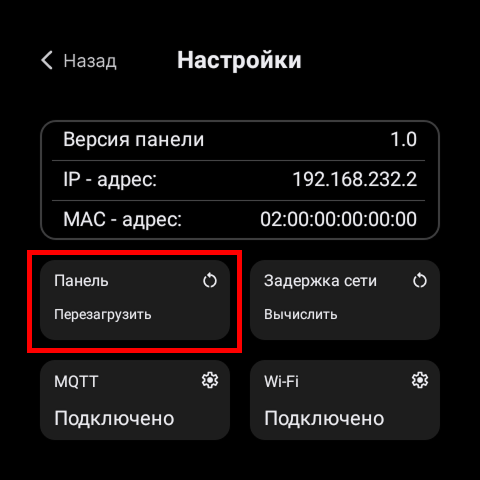 Назад
Настройки
Версия панели 1.0
IP - адрес: 192.168.232.2
MAC - адрес: 02:00:00:00:00:00
Панель
Перезагрузить
Задержка сети
Вычислить
MQTT
Подключено
Wi-Fi
Подключено